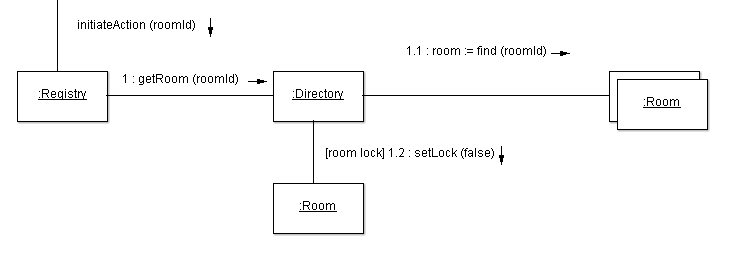 initiateAction (roomId)
1.1 : room := find (roomId)
1 : getRoom (roomId)
:Registry
:Directory
:Room
[room lock] 1.2 : setLock (false)
:Room